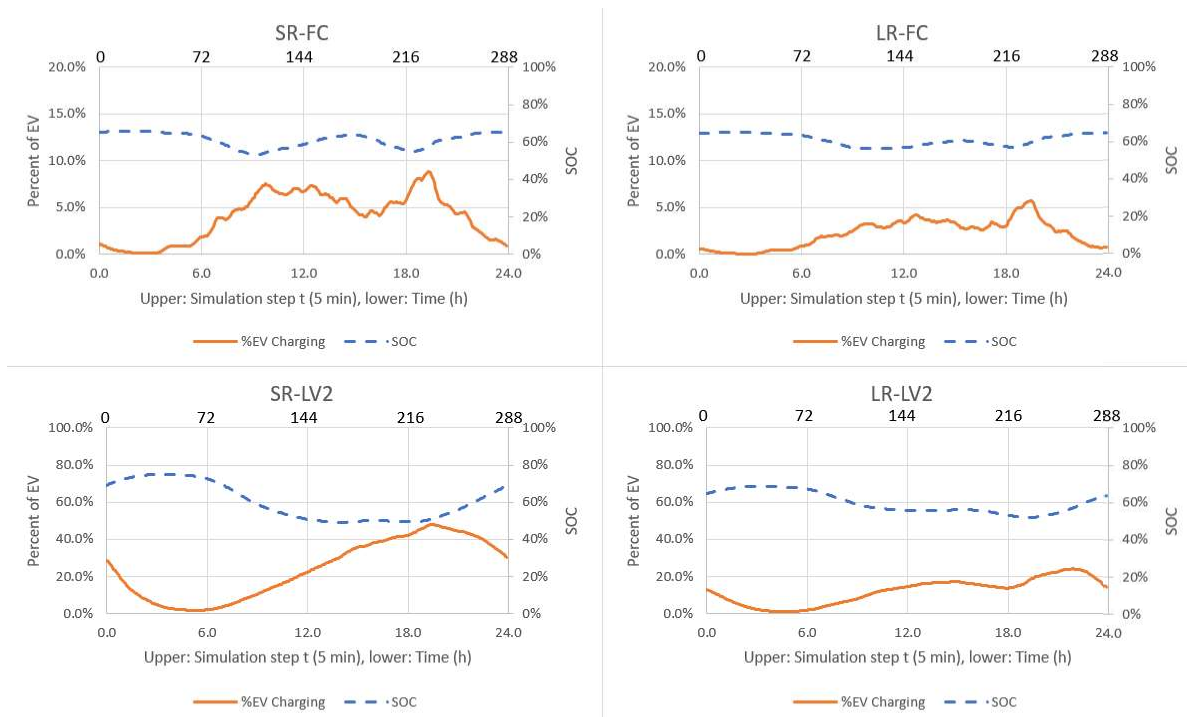 SR-FC
0 72 144 216 288
20.0% 100%
80%
15.0%
60%
10.0%
40%
5.0%
20%
0.0% 0%
Percent of EV
SOC
0.0 6.0 12.0 18.0 24.0
Upper: Simulation step t (5 min), lower: Time (h)
%EV Charging SOC
LR-FC
0 72 144 216 288
20.0% 100%
80%
15.0%
60%
10.0%
40%
5.0%
20%
0.0% 0%
Percent of EV
SOC
0.0 6.0 12.0 18.0 24.0
Upper: Simulation step t (5 min), lower: Time (h)
%EV Charging SOC
SR-LV2
0 72 144 216 288
100.0% 100%
80.0% 80%
60.0% 60%
40.0% 40%
20.0% 20%
0.0% 0%
Percent of EV
SOC
0.0 6.0 12.0 18.0 24.0
Upper: Simulation step t (5 min), lower: Time (h)
%EV Charging SOC
LR-LV2
0 72 144 216 288
100.0% 100%
80.0% 80%
60.0% 60%
40.0% 40%
20.0% 20%
0.0% 0%
Percent of EV
SOC
0.0 6.0 12.0 18.0 24.0
Upper: Simulation step t (5 min), lower: Time (h)
%EV Charging SOC